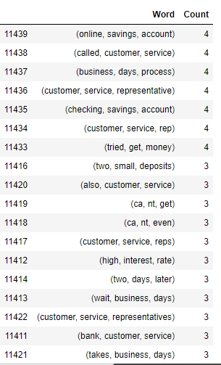 Word Count
11439 (online, savings, account) 4
11438 (called, customer, service) 4
11437 (business, days, process) 4
11436 (customer, service, representative) 4
11435 (checking, savings, account) 4
11434 (customer, service, rep) 4
11433 (tried, get, money) 4
11416 (two, small, deposits) 3
11420 (also, customer, service) 3
11419 (ca, nt, get) 3
11418 (ca, nt, even) 3
11417 (customer, service, reps) 3
11412 (high, interest, rate) 3
11414 (two, days, later) 3
11413 (wait, business, days) 3
11422 (customer, service, representatives) 3
11411 (bank, customer, service) 3
11421 (takes, business, days) 3